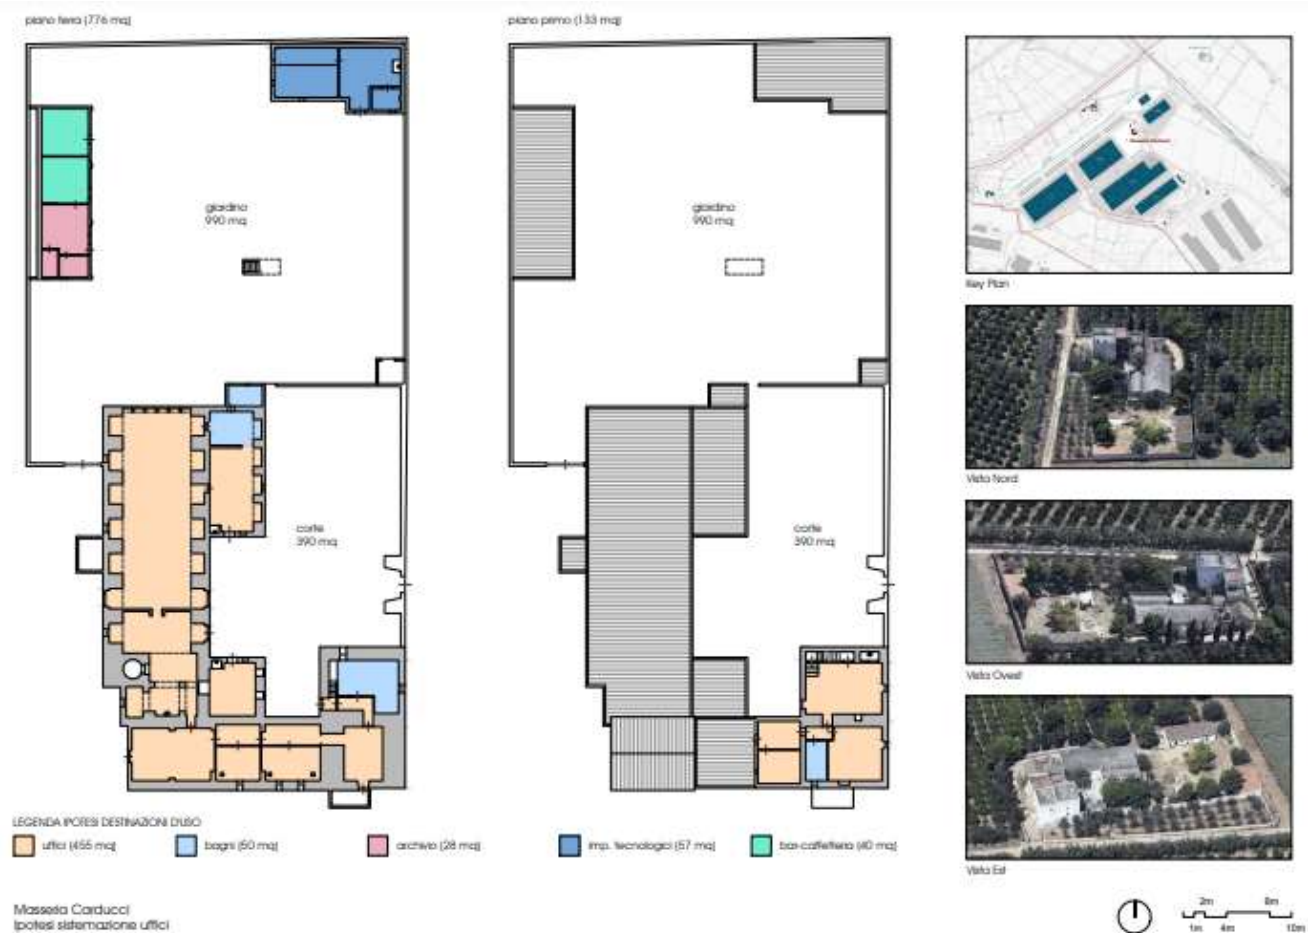 piano terra (776 mq)
piano primo (133 mq)
giardino
990 mq
giardino
990 mq
corte
390 mq
corte
390 mq
Key Plan
Vista Nord
Vista Ovest
Vista Est
LEGENDA IPOTESI DESTINAZIONI D'USO
uffici (455 mq)
bagni (50 mq)
archivio (28 mq)
imp. tecnologici (57 mq)
bar-caffetteria (40 mq)
Masseria Carducci
Ipotesi sistemazione uffici
2m
8m
1m
4m
10m